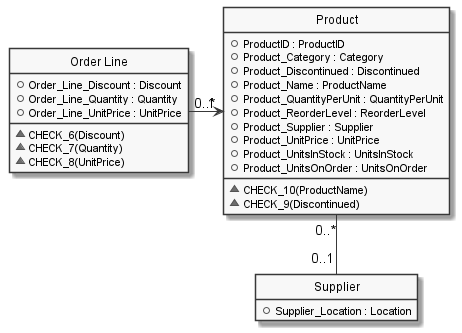 Order Line
Order_Line_Discount : Discount
Order_Line_Quantity : Quantity
Order_Line_UnitPrice : UnitPrice
CHECK_6(Discount)
CHECK_7(Quantity)
CHECK_8(UnitPrice)
Product
ProductID : ProductID
Product_Category : Category
Product_Discontinued : Discontinued
Product_Name : ProductName
Product_QuantityPerUnit : QuantityPerUnit
Product_ReorderLevel : ReorderLevel
Product_Supplier : Supplier
Product_UnitPrice : UnitPrice
Product_UnitsInStock : UnitsInStock
Product_UnitsOnOrder : UnitsOnOrder
CHECK_10(ProductName)
CHECK_9(Discontinued)
0..*
0..1
Supplier
Supplier_Location : Location